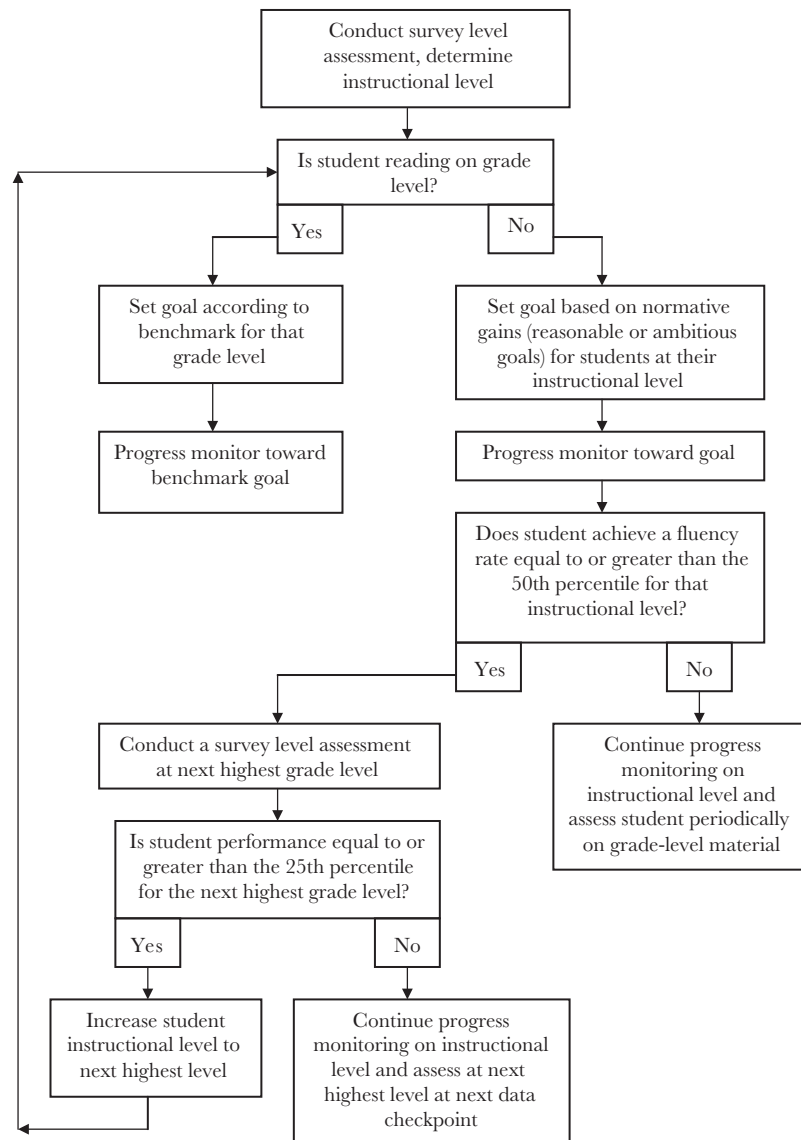 Conduct survey level
assessment, determine
instructional level
Is student reading on grade
level?
Yes
No
Set goal according to
benchmark for that
grade level
Set goal based on normative
gains (reasonable or ambitious
goals) for students at their
instructional level
Progress monitor toward
benchmark goal
Progress monitor toward goal
Does student achieve a fluency
rate equal to or greater than the
50th percentile for that
instructional level?
Yes
No
Conduct a survey level assessment
at next highest grade level
Continue progress
monitoring on
instructional level and
assess student periodically
on grade-level material
Is student performance equal to or
greater than the 25th percentile
for the next highest grade level?
Yes
No
Increase student
instructional level to
next highest level
Continue progress
monitoring on instructional
level and assess at next
highest level at next data
checkpoint